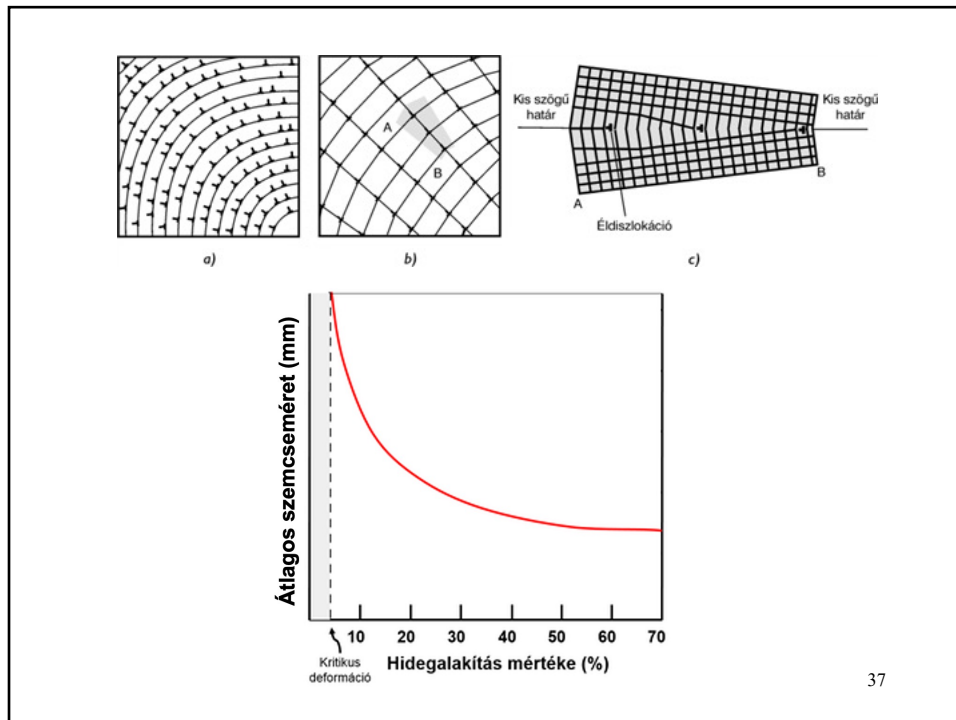 Kis szögű
határ
Kis szögű
határ
A
B
A
B
Éldiszlokáció
a)
b)
c)
Átlagos szemcseméret (mm)
10 20 30 40 50 60 70
Kritikus
deformáció
Hidegalakítás mértéke (%)
37